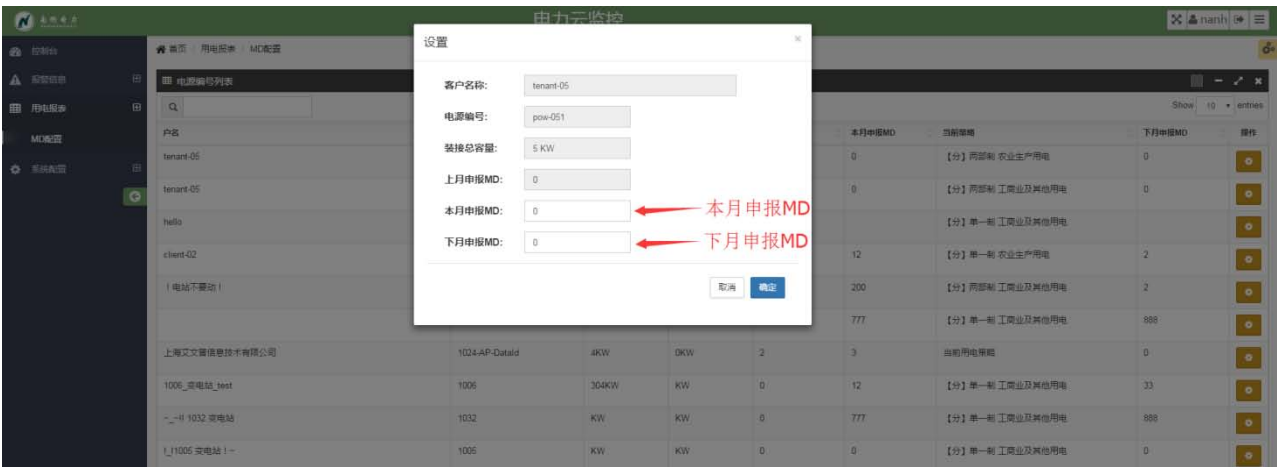 电力云监控
nanh
控制台
首页 / 用电报表 / MD配置
报警信息
电源编号列表
用电报表
Show 10 entries
MD配置
系统配置
户名 本月申报MD 当前策略 下月申报MD 操作
tenant-05 0 【分】两部制 农业生产用电 0
tenant-05 0 【分】两部制 工商业及其他用电 0
hello 【分】单一制 工商业及其他用电
client-02 12 【分】单一制 农业生产用电 2
！电站不要动！ 200 【分】两部制 工商业及其他用电 2
777 【分】单一制 工商业及其他用电 888
上海艾文普信息技术有限公司 1024-AP-DataId 4KW 0KW 2 3 当前用电策略 0
1006_变电站_test 1006 304KW KW 0 12 【分】单一制 工商业及其他用电 33
~_~!! 1032 变电站 1032 KW KW 0 777 【分】单一制 工商业及其他用电 888
!_!1005 变电站！~ 1005 KW KW 0 0 【分】单一制 工商业及其他用电 0
设置
客户名称: tenant-05
电源编号: pow-051
装接总容量: 5 KW
上月申报MD: 0
本月申报MD: 0
本月申报MD
下月申报MD: 0
下月申报MD
取消 确定